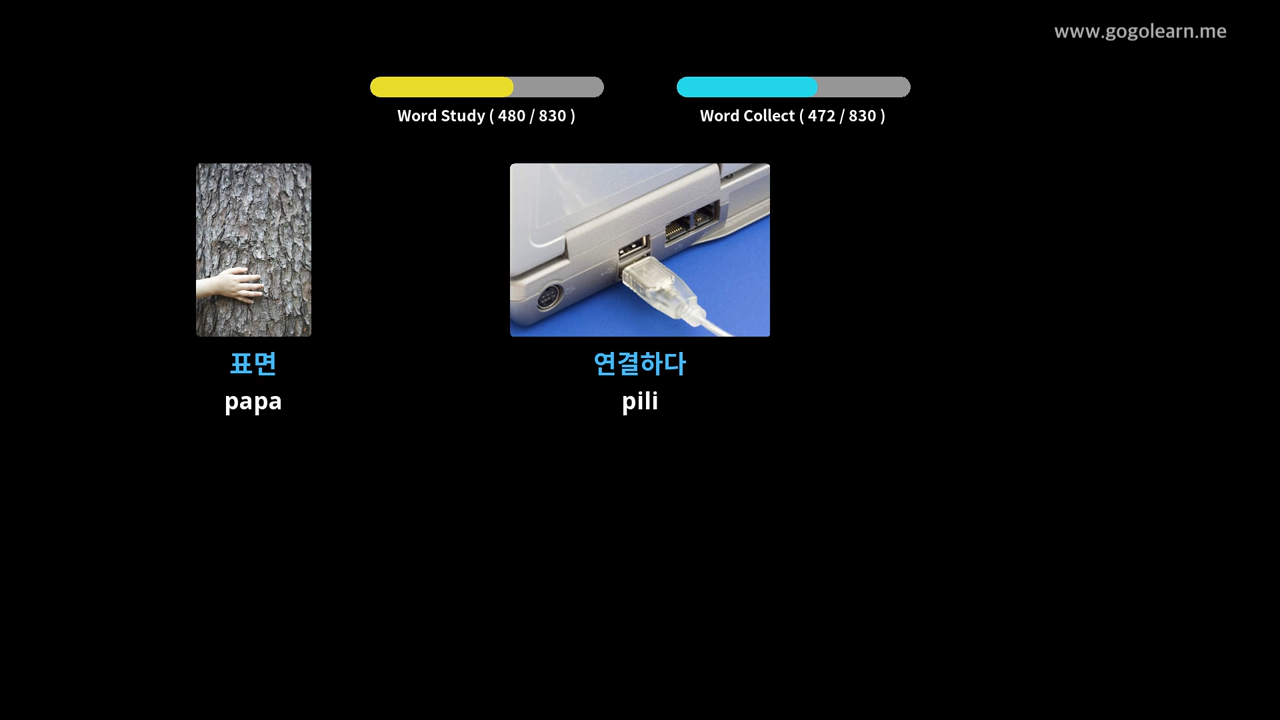 www.gogolearn.me
Word Study ( 480 / 830 )
Word Collect ( 472 / 830 )
표면
papa
연결하다
pili